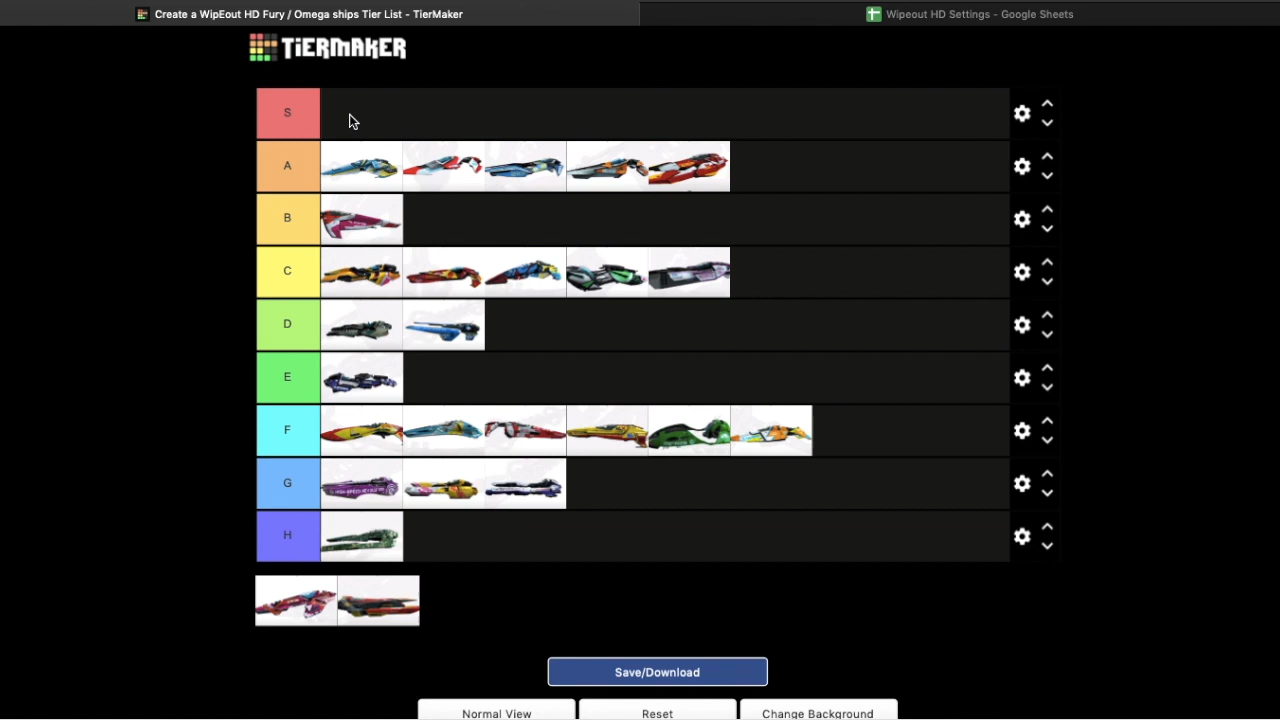 Create a WipEout HD Fury / Omega ships Tier List - TierMaker
Wipeout HD Settings - Google Sheets
TiERMAKER
S
A
B
C
D
E
F
G
H
Save/Download
Normal View
Reset
Change Background